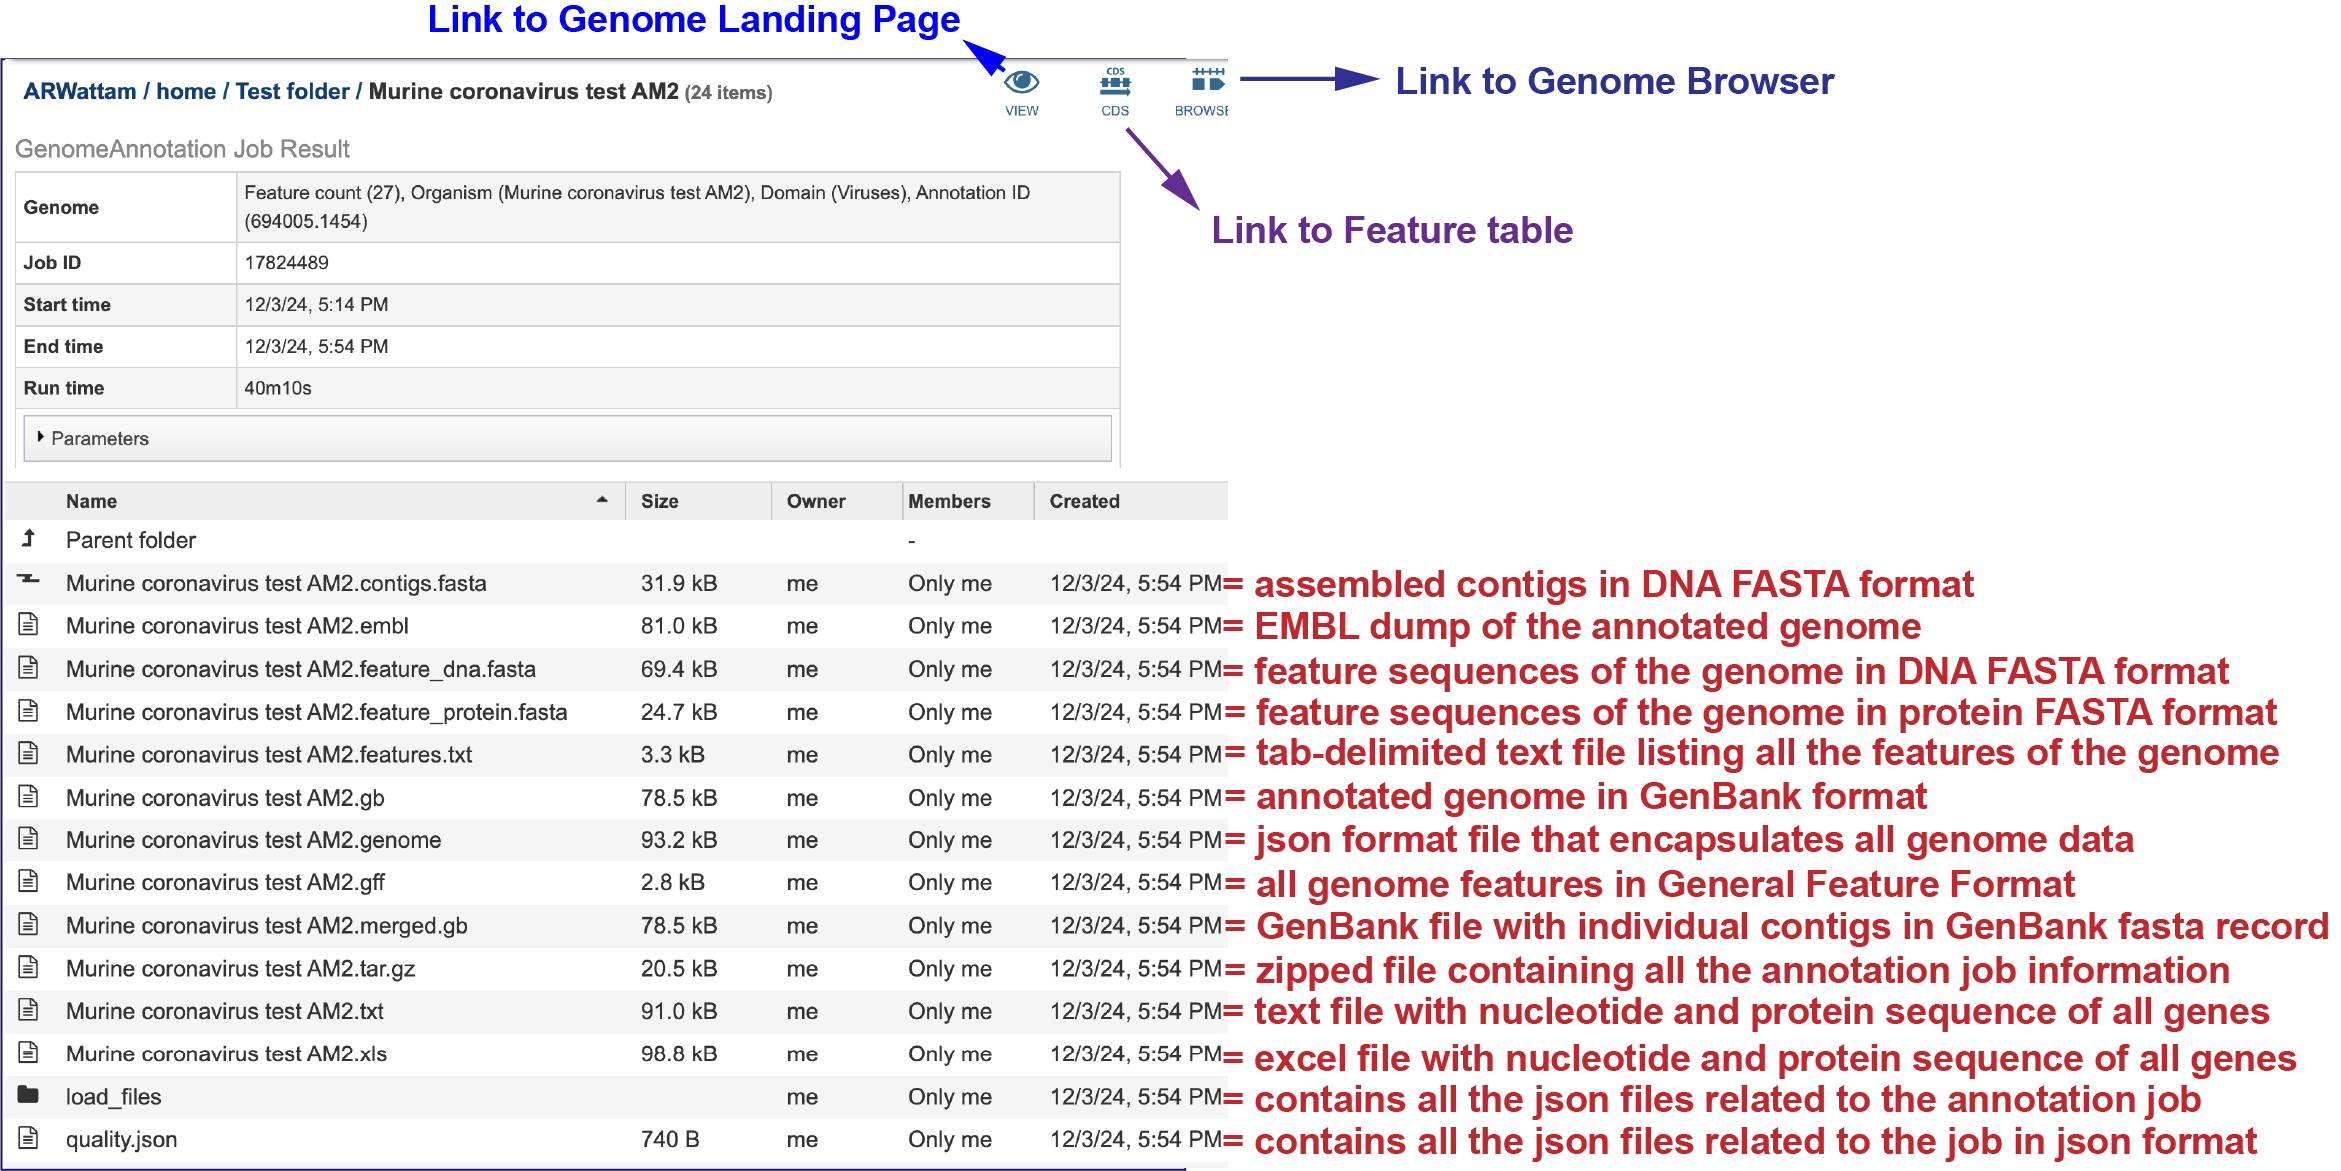 Link to Genome Landing Page
ARWattam / home / Test folder / Murine coronavirus test AM2 (24 items)
CDS
VIEW CDS BROWSE
Link to Genome Browser
GenomeAnnotation Job Result
Link to Feature table
Genome Feature count (27), Organism (Murine coronavirus test AM2), Domain (Viruses), Annotation ID
(694005.1454)
Job ID 17824489
Start time 12/3/24, 5:14 PM
End time 12/3/24, 5:54 PM
Run time 40m10s
Parameters
Name Size Owner Members Created
Parent folder -
Murine coronavirus test AM2.contigs.fasta 31.9 kB me Only me 12/3/24, 5:54 PM = assembled contigs in DNA FASTA format
Murine coronavirus test AM2.embl 81.0 kB me Only me 12/3/24, 5:54 PM = EMBL dump of the annotated genome
Murine coronavirus test AM2.feature_dna.fasta 69.4 kB me Only me 12/3/24, 5:54 PM = feature sequences of the genome in DNA FASTA format
Murine coronavirus test AM2.feature_protein.fasta 24.7 kB me Only me 12/3/24, 5:54 PM = feature sequences of the genome in protein FASTA format
Murine coronavirus test AM2.features.txt 3.3 kB me Only me 12/3/24, 5:54 PM = tab-delimited text file listing all the features of the genome
Murine coronavirus test AM2.gb 78.5 kB me Only me 12/3/24, 5:54 PM = annotated genome in GenBank format
Murine coronavirus test AM2.genome 93.2 kB me Only me 12/3/24, 5:54 PM = json format file that encapsulates all genome data
Murine coronavirus test AM2.gff 2.8 kB me Only me 12/3/24, 5:54 PM = all genome features in General Feature Format
Murine coronavirus test AM2.merged.gb 78.5 kB me Only me 12/3/24, 5:54 PM = GenBank file with individual contigs in GenBank fasta record
Murine coronavirus test AM2.tar.gz 20.5 kB me Only me 12/3/24, 5:54 PM = zipped file containing all the annotation job information
Murine coronavirus test AM2.txt 91.0 kB me Only me 12/3/24, 5:54 PM = text file with nucleotide and protein sequence of all genes
Murine coronavirus test AM2.xls 98.8 kB me Only me 12/3/24, 5:54 PM = excel file with nucleotide and protein sequence of all genes
load_files me Only me 12/3/24, 5:54 PM = contains all the json files related to the annotation job
quality.json 740 B me Only me 12/3/24, 5:54 PM = contains all the json files related to the job in json format